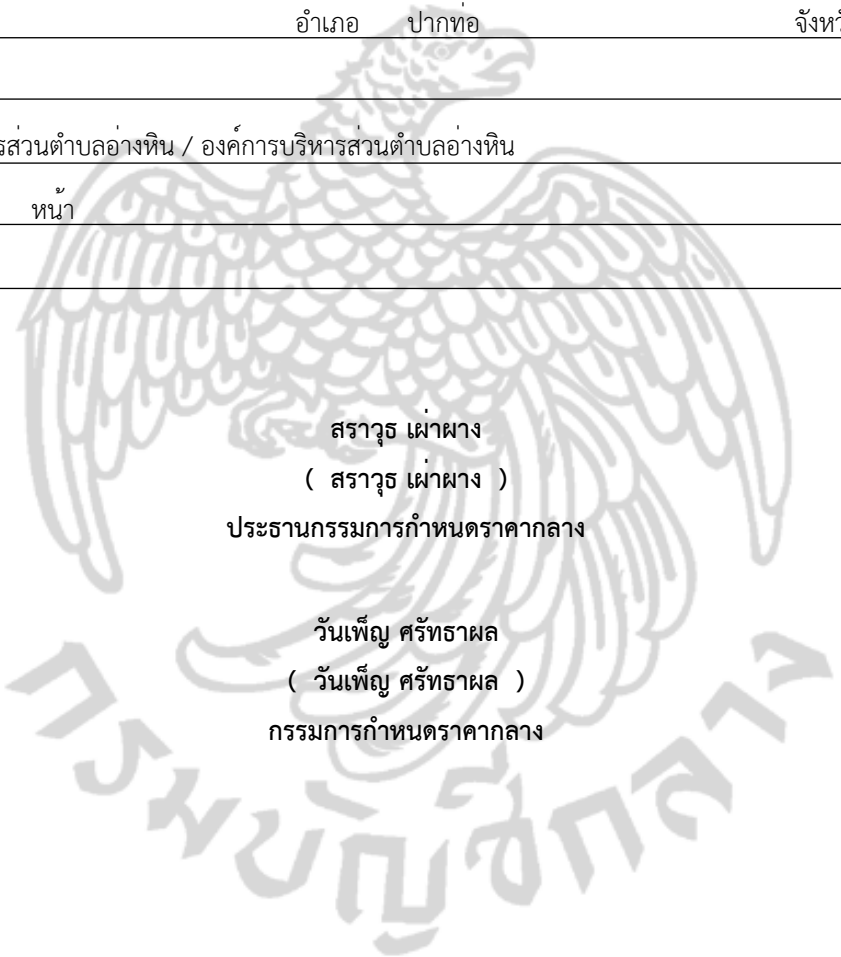 อำเภอ ปากท่อ จังหวั
รส่วนตำบลอ่างหิน / องค์การบริหารส่วนตำบลอ่างหิน
หน้า
สราวุธ เผ่าผาง
( สราวุธ เผ่าผาง )
ประธานกรรมการกำหนดราคากลาง
วันเพ็ญ ศรัทธาผล
( วันเพ็ญ ศรัทธาผล )
กรรมการกำหนดราคากลาง
กรมบัญชีกลาง